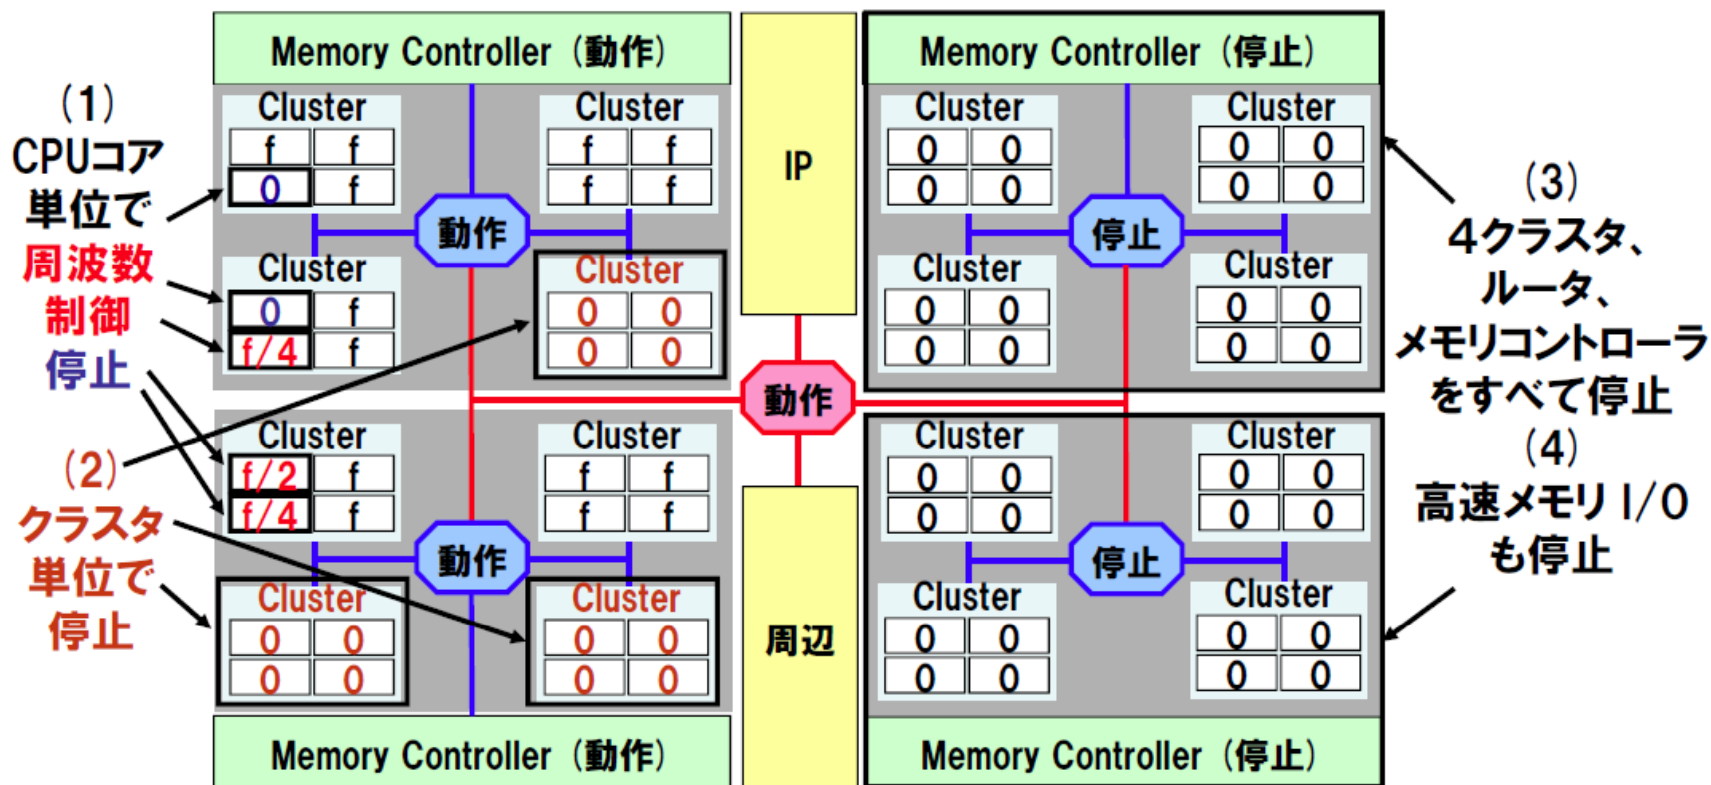 Memory Controller (動作)
IP
Memory Controller (停止)
(1)
CPUコア
単位で
周波数
制御
停止
Cluster
f f
0 f
Cluster
f f
f f
動作
Cluster
0 f
f/4 f
Cluster
0 0
0 0
Cluster
0 0
0 0
Cluster
0 0
0 0
停止
Cluster
0 0
0 0
Cluster
0 0
0 0
(3)
4クラスタ、
ルータ、
メモリコントローラ
をすべて停止
動作
(2)
クラスタ
単位で
停止
Cluster
f/2 f
f/4 f
Cluster
f f
f f
動作
Cluster
0 0
0 0
Cluster
0 0
0 0
周辺
Cluster
0 0
0 0
Cluster
0 0
0 0
停止
Cluster
0 0
0 0
Cluster
0 0
0 0
(4)
高速メモリ I/O
も停止
Memory Controller (動作)
Memory Controller (停止)